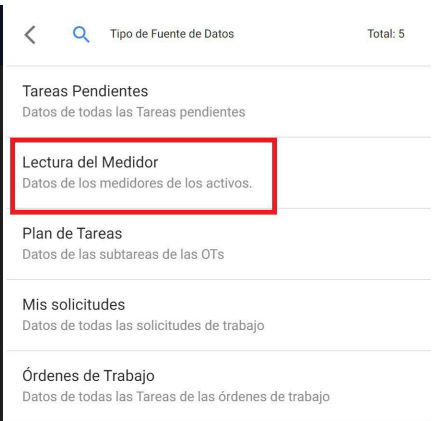 Tipo de Fuente de Datos Total: 5
Tareas Pendientes
Datos de todas las Tareas pendientes
Lectura del Medidor
Datos de los medidores de los activos.
Plan de Tareas
Datos de las subtareas de las OTs
Mis solicitudes
Datos de todas las solicitudes de trabajo
Órdenes de Trabajo
Datos de todas las Tareas de las órdenes de trabajo